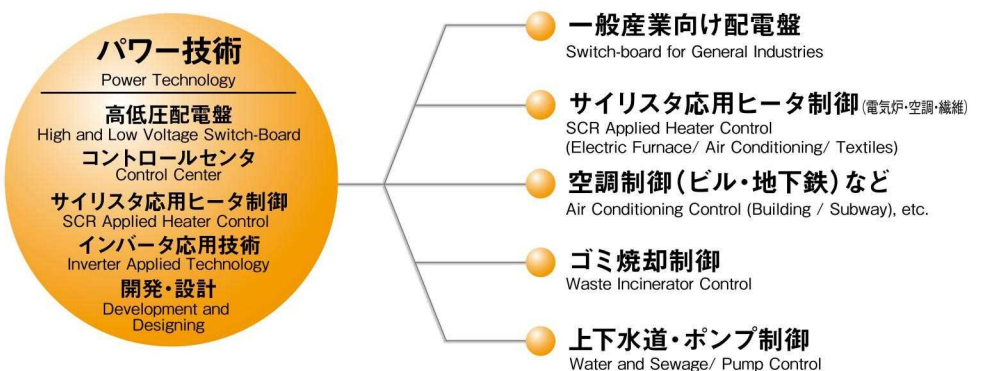 パワー技術
Power Technology
高低圧配電盤
High and Low Voltage Switch-Board
コントロールセンタ
Control Center
サイリスタ応用ヒータ制御
SCR Applied Heater Control
インバータ応用技術
Inverter Applied Technology
開発・設計
Development and
Designing
一般産業向け配電盤
Switch-board for General Industries
サイリスタ応用ヒータ制御(電気炉・空調・繊維)
SCR Applied Heater Control
(Electric Furnace/ Air Conditioning/ Textiles)
空調制御(ビル・地下鉄)など
Air Conditioning Control (Building / Subway), etc.
ゴミ焼却制御
Waste Incinerator Control
上下水道・ポンプ制御
Water and Sewage/ Pump Control